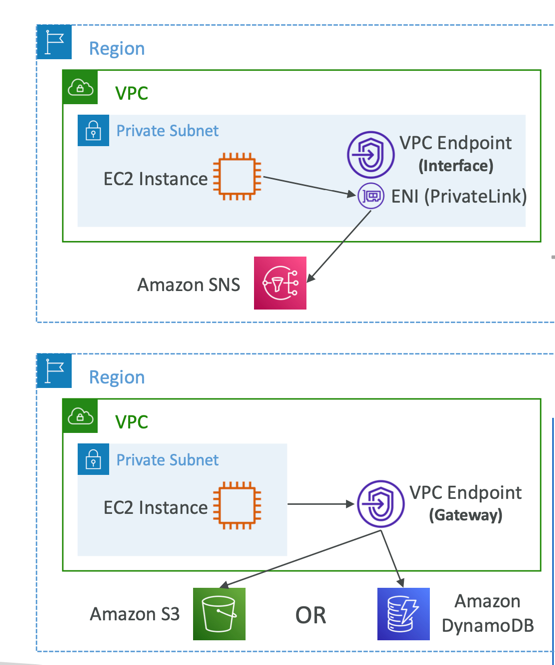 Region
VPC
Private Subnet
EC2 Instance
VPC Endpoint
(Interface)
ENI (PrivateLink)
Amazon SNS
Region
VPC
Private Subnet
EC2 Instance
VPC Endpoint
(Gateway)
Amazon S3
OR
Amazon
DynamoDB